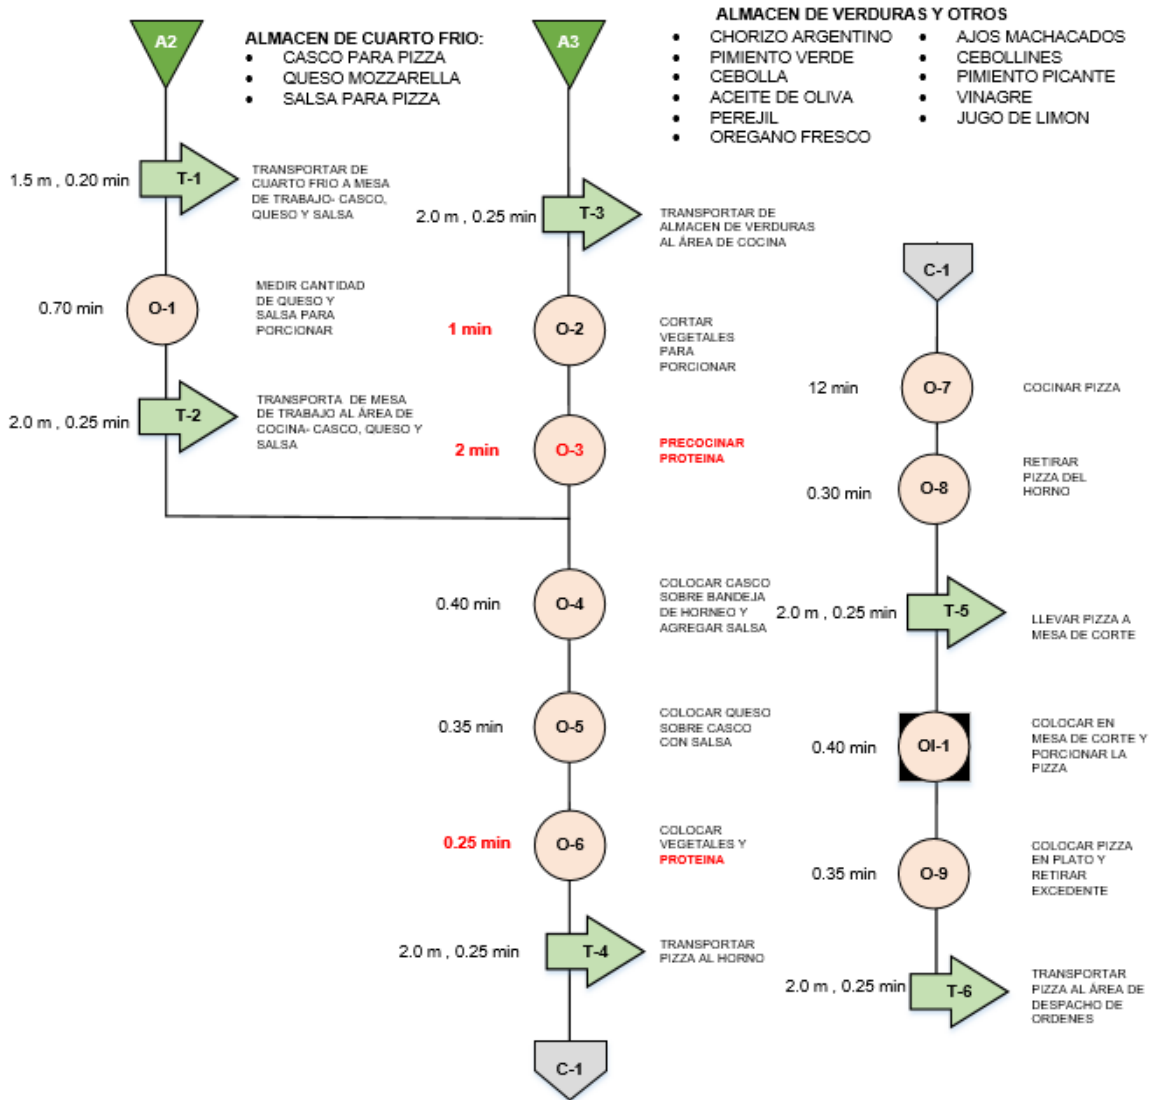 A2
ALMACEN DE CUARTO FRIO:
• CASCO PARA PIZZA
• QUESO MOZZARELLA
• SALSA PARA PIZZA
1.5 m , 0.20 min
T-1
TRANSPORTAR DE
CUARTO FRIO A MESA
DE TRABAJO- CASCO,
QUESO Y SALSA
0.70 min
O-1
MEDIR CANTIDAD
DE QUESO Y
SALSA PARA
PORCIONAR
2.0 m , 0.25 min
T-2
TRANSPORTA DE MESA
DE TRABAJO AL ÁREA DE
COCINA- CASCO, QUESO Y
SALSA
A3
ALMACEN DE VERDURAS Y OTROS
• CHORIZO ARGENTINO
• PIMIENTO VERDE
• CEBOLLA
• ACEITE DE OLIVA
• PEREJIL
• OREGANO FRESCO
• AJOS MACHACADOS
• CEBOLLINES
• PIMIENTO PICANTE
• VINAGRE
• JUGO DE LIMON
2.0 m , 0.25 min
T-3
TRANSPORTAR DE
ALMACEN DE VERDURAS
AL ÁREA DE COCINA
1 min
O-2
CORTAR
VEGETALES
PARA
PORCIONAR
2 min
O-3
PRECOCINAR
PROTEINA
0.40 min
O-4
COLOCAR CASCO
SOBRE BANDEJA
DE HORNEO Y
AGREGAR SALSA
0.35 min
O-5
COLOCAR QUESO
SOBRE CASCO
CON SALSA
0.25 min
O-6
COLOCAR
VEGETALES Y
PROTEINA
2.0 m , 0.25 min
T-4
TRANSPORTAR
PIZZA AL HORNO
C-1
C-1
12 min
O-7
COCINAR PIZZA
0.30 min
O-8
RETIRAR
PIZZA DEL
HORNO
2.0 m , 0.25 min
T-5
LLEVAR PIZZA A
MESA DE CORTE
0.40 min
OI-1
COLOCAR EN
MESA DE CORTE Y
PORCIONAR LA
PIZZA
0.35 min
O-9
COLOCAR PIZZA
EN PLATO Y
RETIRAR
EXCEDENTE
2.0 m , 0.25 min
T-6
TRANSPORTAR
PIZZA AL ÁREA DE
DESPACHO DE
ORDENES